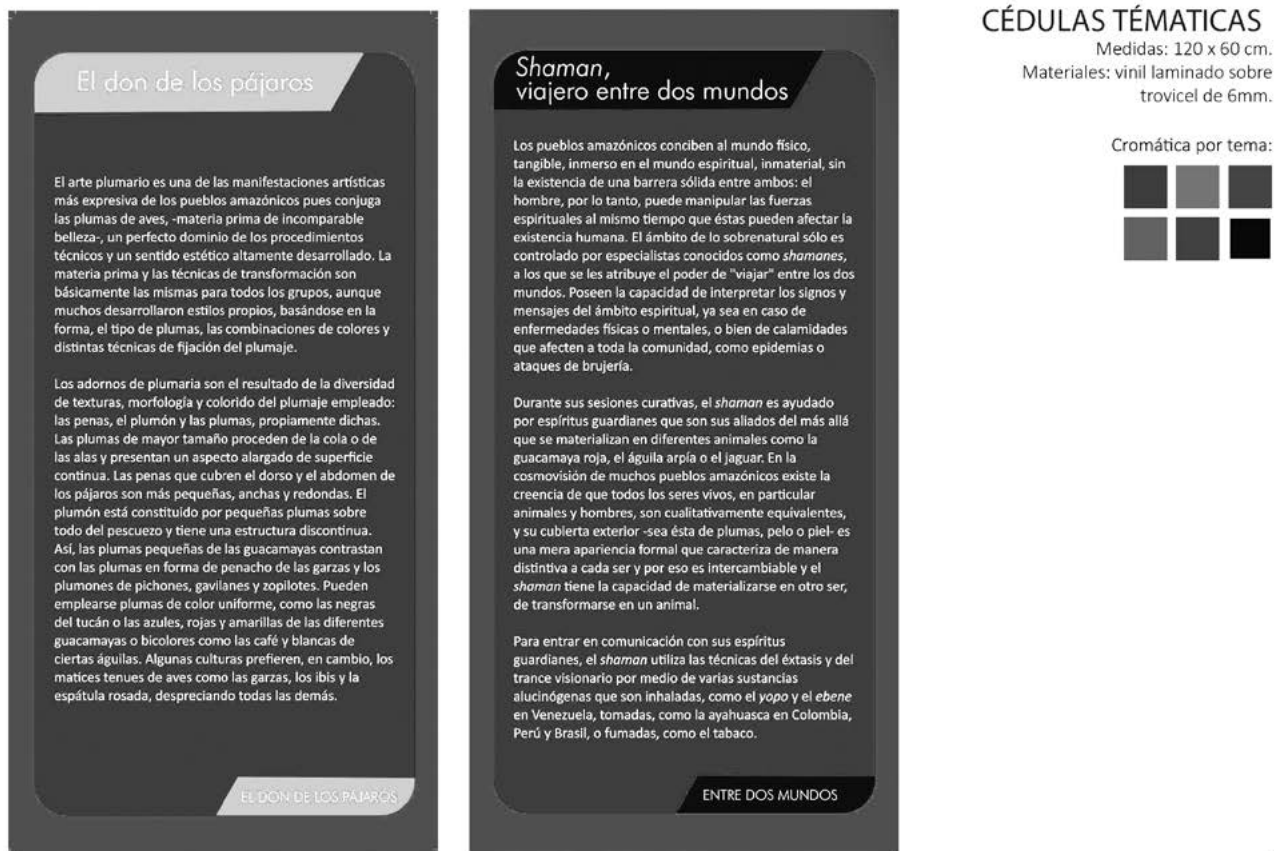 El don de los pájaros
El arte plumario es una de las manifestaciones artísticas
más expresiva de los pueblos amazónicos pues conjuga
las plumas de aves, -materia prima de incomparable
belleza-, un perfecto dominio de los procedimientos
técnicos y un sentido estético altamente desarrollado. La
materia prima y las técnicas de transformación son
básicamente las mismas para todos los grupos, aunque
muchos desarrollaron estilos propios, basándose en la
forma, el tipo de plumas, las combinaciones de colores y
distintas técnicas de fijación del plumaje.
Los adornos de plumaria son el resultado de la diversidad
de texturas, morfología y colorido del plumaje empleado:
las penas, el plumón y las plumas, propiamente dichas.
Las plumas de mayor tamaño proceden de la cola o de
las alas y presentan un aspecto alargado de superficie
continua. Las penas que cubren el dorso y el abdomen de
los pájaros son más pequeñas, anchas y redondas. El
plumón está constituido por pequeñas plumas sobre
todo del pescuezo y tiene una estructura discontinua.
Así, las plumas pequeñas de las guacamayas contrastan
con las plumas en forma de penacho de las garzas y los
plumones de pichones, gavilanes y zopilotes. Pueden
emplearse plumas de color uniforme, como las negras
del tucán o las azules, rojas y amarillas de las diferentes
guacamayas o bicolores como las café y blancas de
ciertas águilas. Algunas culturas prefieren, en cambio, los
matices tenues de aves como las garzas, los ibis y la
espátula rosada, despreciando todas las demás.
EL DON DE LOS PÁJAROS
Shaman,
viajero entre dos mundos
Los pueblos amazónicos conciben al mundo físico,
tangible, inmerso en el mundo espiritual, inmaterial, sin
la existencia de una barrera sólida entre ambos: el
hombre, por lo tanto, puede manipular las fuerzas
espirituales al mismo tiempo que éstas pueden afectar la
existencia humana. El ámbito de lo sobrenatural sólo es
controlado por especialistas conocidos como shamanes,
a los que se les atribuye el poder de "viajar" entre los dos
mundos. Poseen la capacidad de interpretar los signos y
mensajes del ámbito espiritual, ya sea en caso de
enfermedades físicas o mentales, o bien de calamidades
que afecten a toda la comunidad, como epidemias o
ataques de brujería.
Durante sus sesiones curativas, el shaman es ayudado
por espíritus guardianes que son sus aliados del más allá
que se materializan en diferentes animales como la
guacamaya roja, el águila arpía o el jaguar. En la
cosmovisión de muchos pueblos amazónicos existe la
creencia de que todos los seres vivos, en particular
animales y hombres, son cualitativamente equivalentes,
y su cubierta exterior -sea ésta de plumas, pelo o piel- es
una mera apariencia formal que caracteriza de manera
distintiva a cada ser y por eso es intercambiable y el
shaman tiene la capacidad de materializarse en otro ser,
de transformarse en un animal.
Para entrar en comunicación con sus espíritus
guardianes, el shaman utiliza las técnicas del éxtasis y del
trance visionario por medio de varias sustancias
alucinógenas que son inhaladas, como el yopo y el ebene
en Venezuela, tomadas, como la ayahuasca en Colombia,
Perú y Brasil, o fumadas, como el tabaco.
ENTRE DOS MUNDOS
CÉDULAS TÉMATICAS
Medidas: 120 x 60 cm.
Materiales: vinil laminado sobre
trovicel de 6mm.
Cromática por tema: